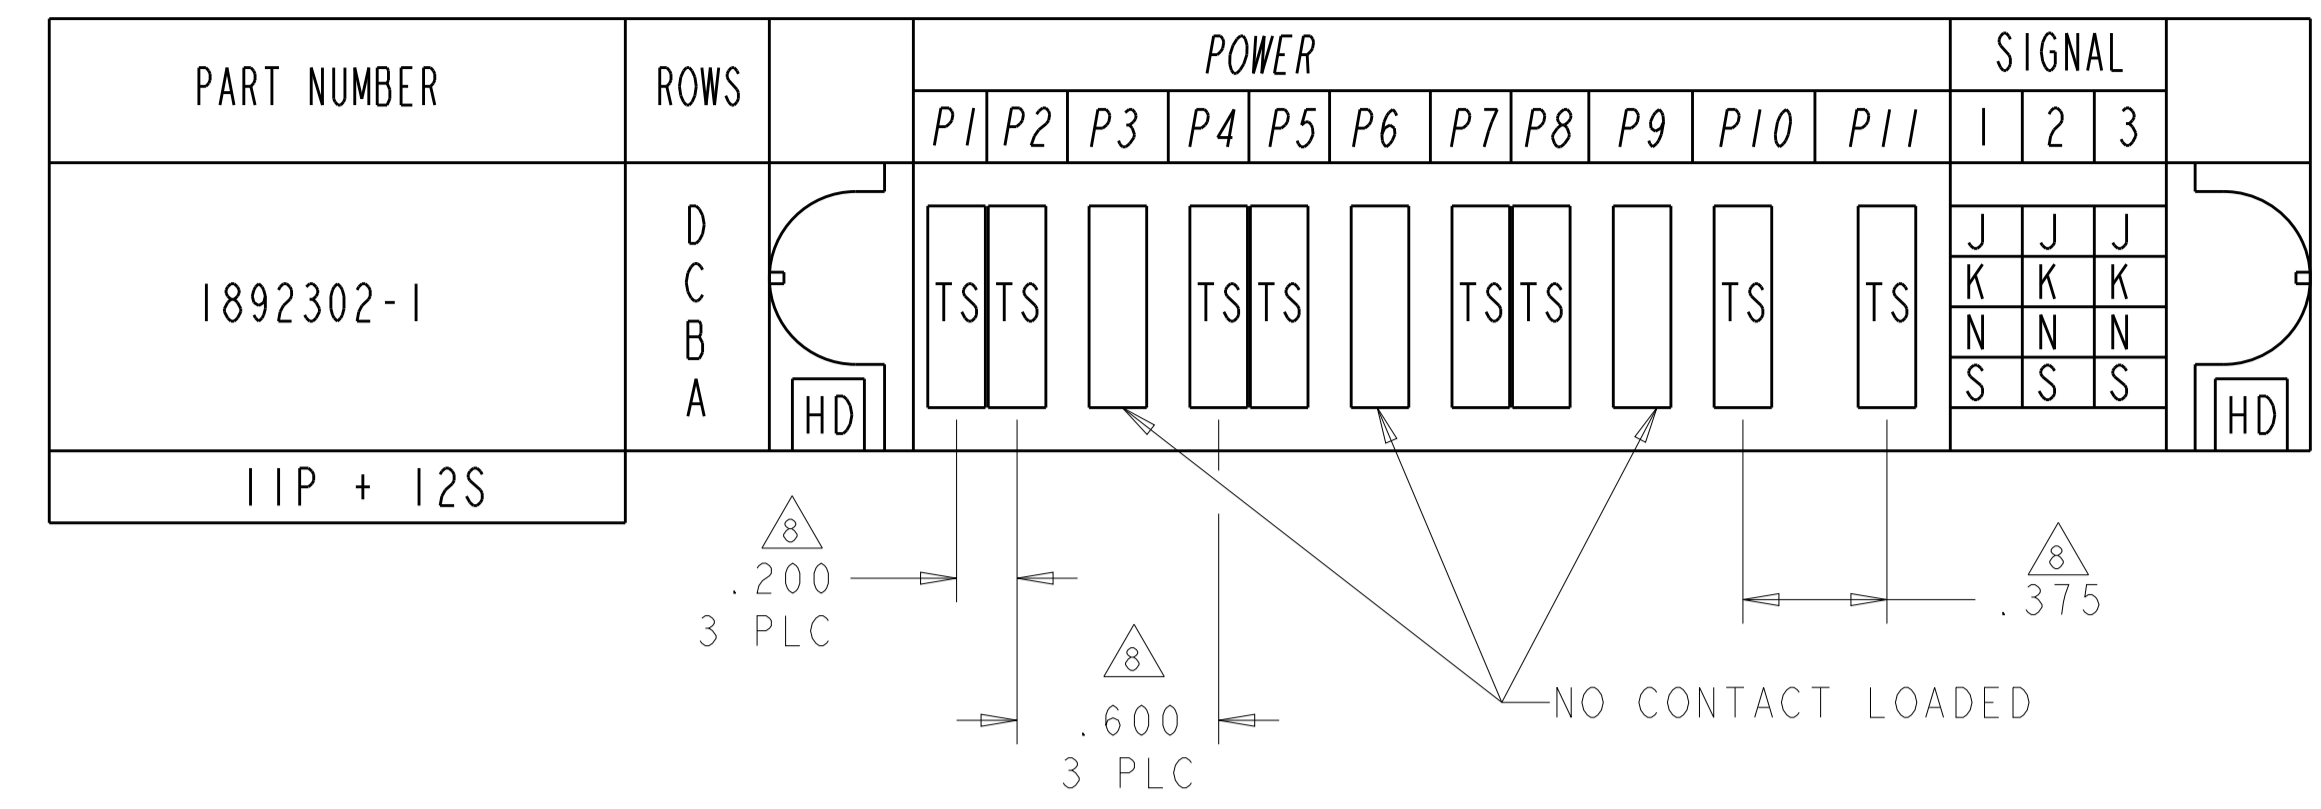 PART NUMBER ROWS POWER SIGNAL
P1 P2 P3 P4 P5 P6 P7 P8 P9 P10 P11 1 2 3
1892302-1
D
C
B
A
HD
TS TS TS TS TS TS TS TS
J J J
K K K
N N N
S S S
HD
11P + 12S
8
.200
3 PLC
8
.600
3 PLC
NO CONTACT LOADED
8
.375